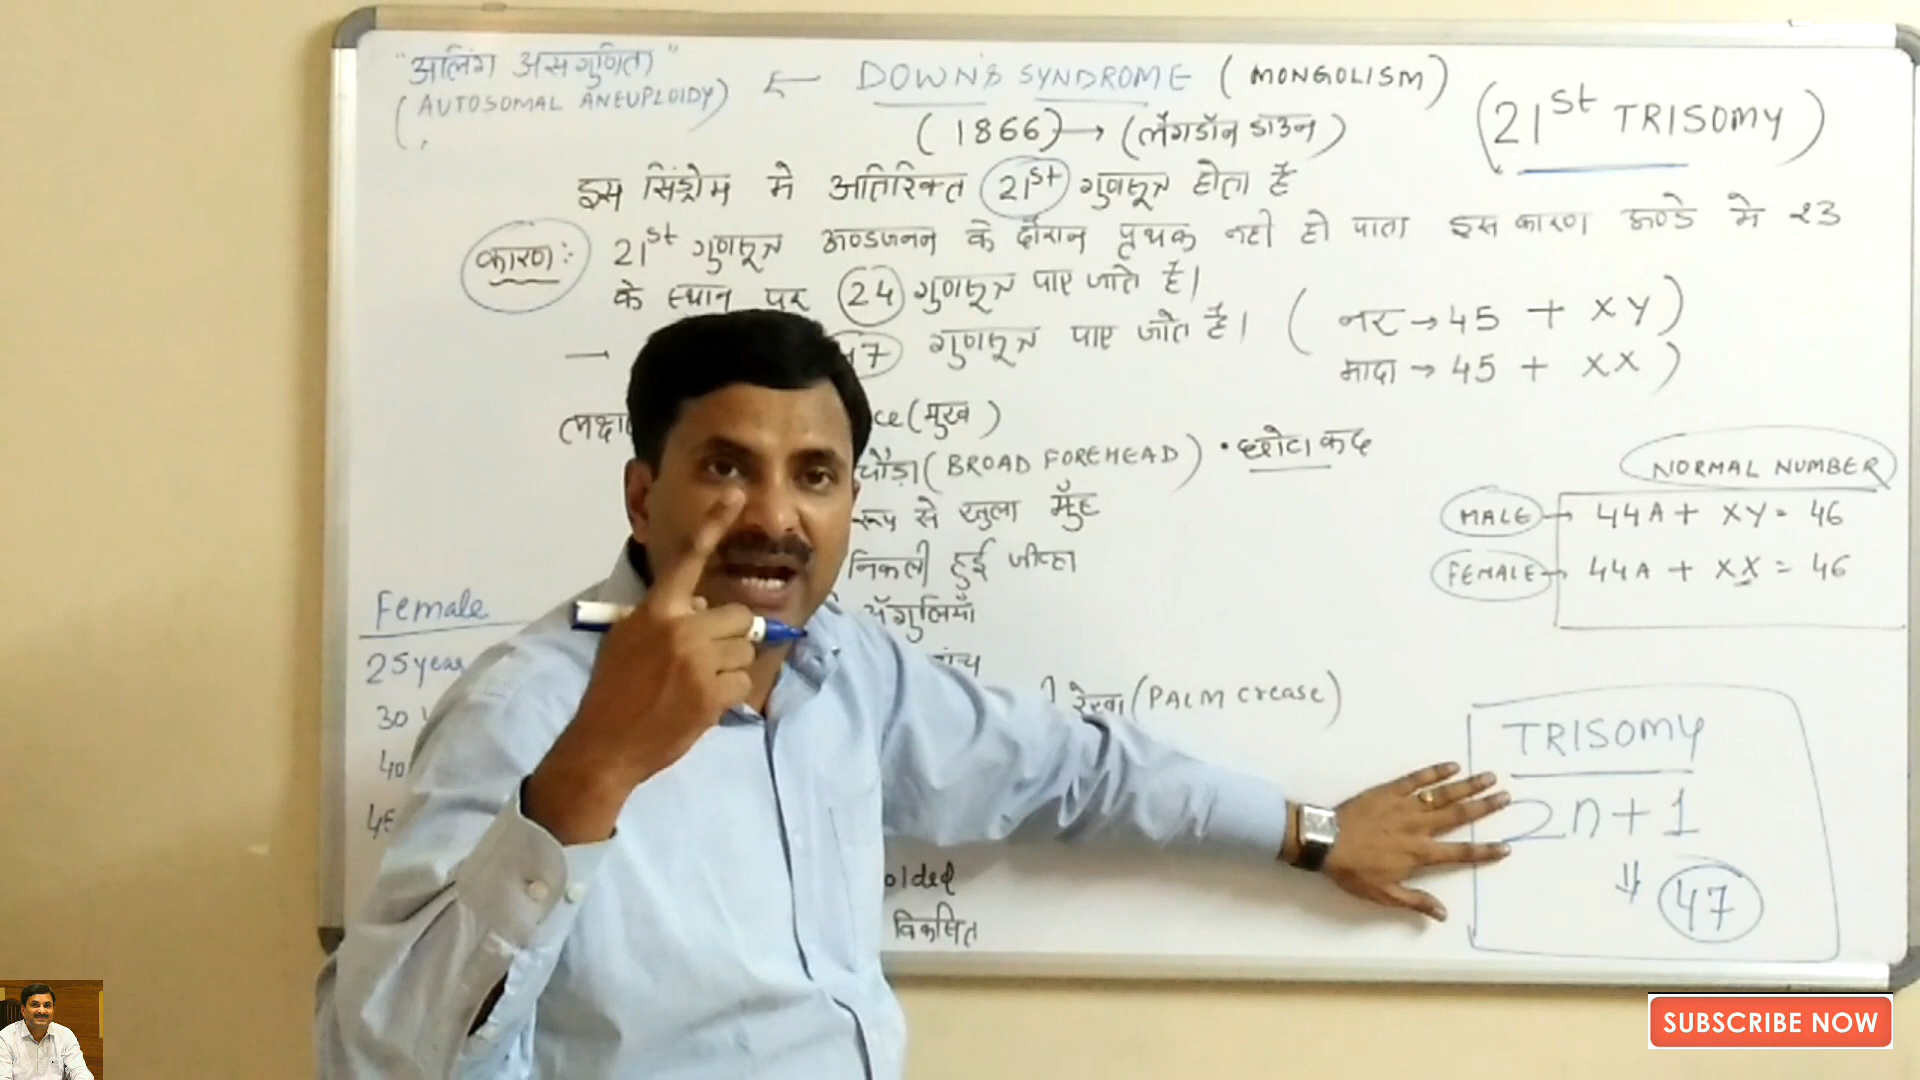 "अलिंग असगुणिता"
(AUTOSOMAL ANEUPLOIDY)
← DOWN'S SYNDROME (MONGOLISM)
(1866) → (लैंगडॉन डाउन)
(21st TRISOMY)
इस सिंड्रोम मे अतिरिक्त 21st गुणसूत्र होता है
कारण:- 21st गुणसूत्र अण्डजनन के दौरान पृथक नही हो पाता इस कारण अण्डे मे 23
के स्थान पर 24 गुणसूत्र पाए जाते है।
→ 47 गुणसूत्र पाए जाते है। (नर → 45 + XY)
मादा → 45 + XX)
ce (मुख)
चौड़ा (BROAD FOREHEAD) • छोटा कद
रूप से खुला मुँह
निकली हुई जीव्हा
अँगुलियाँ
रेखा (PALM crease)
olded
विकसित
Female
25 year
30
40
45
NORMAL NUMBER
MALE → 44A + XY = 46
FEMALE → 44A + XX = 46
TRISOMY
2n+1
⇓ 47
SUBSCRIBE NOW